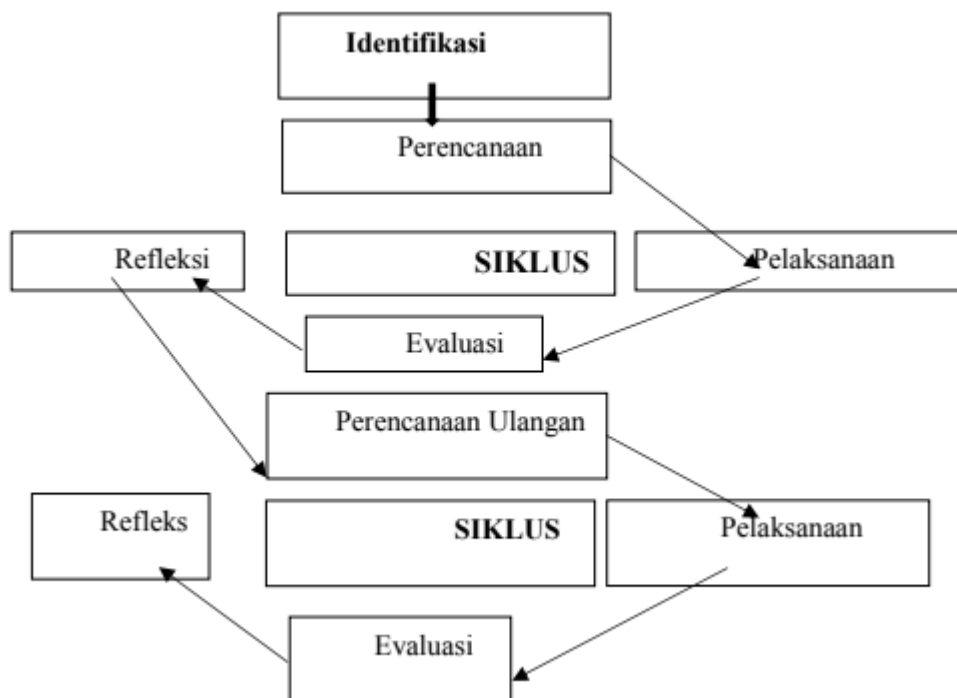 Identifikasi
Perencanaan
Refleksi
SIKLUS
Pelaksanaan
Evaluasi
Perencanaan Ulangan
Refleks
SIKLUS
Pelaksanaan
Evaluasi